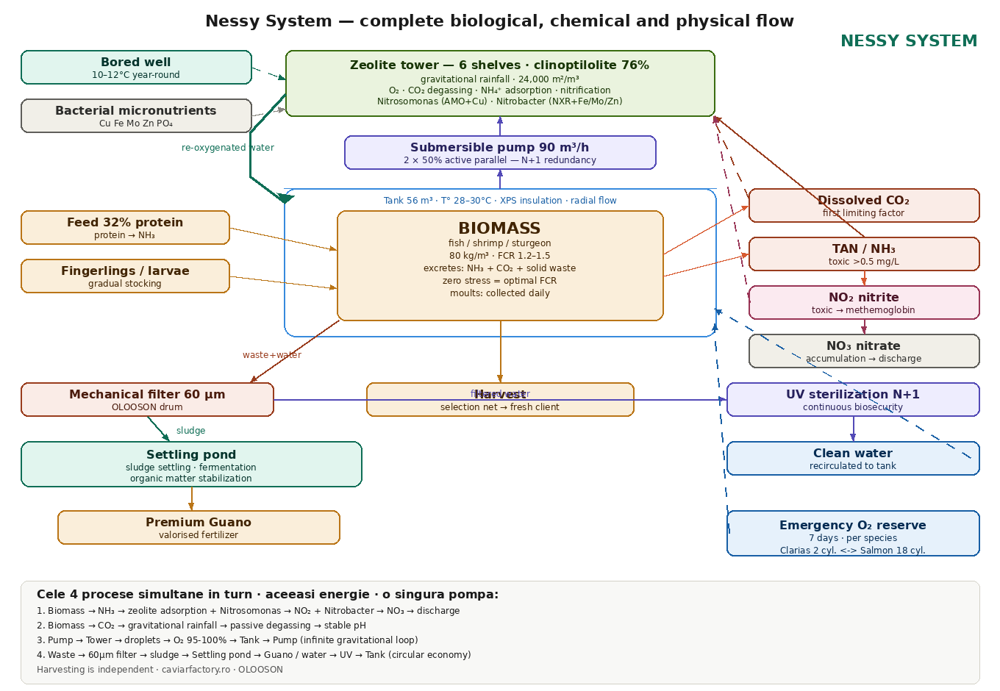 Nessy System — complete biological, chemical and physical flow
NESSY SYSTEM
Bored well
10–12°C year-round
Bacterial micronutrients
Cu Fe Mo Zn PO₄
Zeolite tower — 6 shelves · clinoptilolite 76%
gravitational rainfall · 24,000 m²/m³
O₂ · CO₂ degassing · NH₄⁺ adsorption · nitrification
Nitrosomonas (AMO+Cu) · Nitrobacter (NXR+Fe/Mo/Zn)
re-oxygenated water
Submersible pump 90 m³/h
2 × 50% active parallel — N+1 redundancy
Tank 56 m³ · T° 28–30°C · XPS insulation · radial flow
Feed 32% protein
protein → NH₃
Fingerlings / larvae
gradual stocking
BIOMASS
fish / shrimp / sturgeon
80 kg/m³ · FCR 1.2–1.5
excretes: NH₃ + CO₂ + solid waste
zero stress = optimal FCR
moults: collected daily
Dissolved CO₂
first limiting factor
TAN / NH₃
toxic >0.5 mg/L
NO₂ nitrite
toxic → methemoglobin
NO₃ nitrate
accumulation → discharge
waste+water
Mechanical filter 60 μm
OLOOSON drum
filtered water
Harvest
selection net → fresh client
UV sterilization N+1
continuous biosecurity
sludge
Settling pond
sludge settling · fermentation
organic matter stabilization
Clean water
recirculated to tank
Premium Guano
valorised fertilizer
Emergency O₂ reserve
7 days · per species
Clarias 2 cyl. <-> Salmon 18 cyl.
Cele 4 procese simultane in turn · aceeasi energie · o singura pompa:
1. Biomass → NH₃ → zeolite adsorption + Nitrosomonas → NO₂ + Nitrobacter → NO₃ → discharge
2. Biomass → CO₂ → gravitational rainfall → passive degassing → stable pH
3. Pump → Tower → droplets → O₂ 95-100% → Tank → Pump (infinite gravitational loop)
4. Waste → 60μm filter → sludge → Settling pond → Guano / water → UV → Tank (circular economy)
Harvesting is independent · caviarfactory.ro · OLOOSON